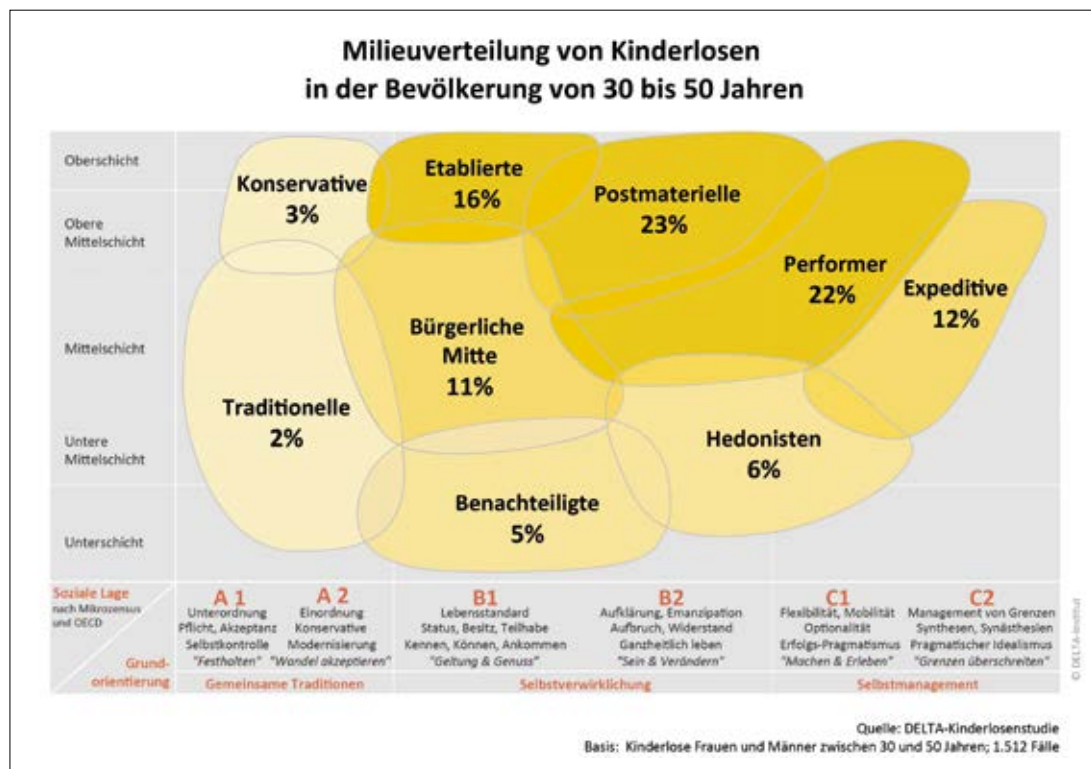 Milieuverteilung von Kinderlosen
in der Bevölkerung von 30 bis 50 Jahren
Oberschicht
Obere
Mittelschicht
Mittelschicht
Untere
Mittelschicht
Unterschicht
Konservative
3%
Etablierte
16%
Postmaterielle
23%
Performer
22%
Expeditive
12%
Bürgerliche
Mitte
11%
Traditionelle
2%
Hedonisten
6%
Benachteiligte
5%
Soziale Lage
nach Mikrozensus
und OECD
Grund-
orientierung
A 1
Unterordnung
Pflicht, Akzeptanz
Selbstkontrolle
"Festhalten"
A 2
Einordnung
Konservative
Modernisierung
"Wandel akzeptieren"
B1
Lebensstandard
Status, Besitz, Teilhabe
Kennen, Können, Ankommen
"Geltung & Genuss"
B2
Aufklärung, Emanzipation
Aufbruch, Widerstand
Ganzheitlich leben
"Sein & Verändern"
C1
Flexibilität, Mobilität
Optionalität
Erfolgs-Pragmatismus
"Machen & Erleben"
C2
Management von Grenzen
Synthesen, Synästhesien
Pragmatischer Idealismus
"Grenzen überschreiten"
Gemeinsame Traditionen
Selbstverwirklichung
Selbstmanagement
© DELTA-Institut
Quelle: DELTA-Kinderlosenstudie
Basis: Kinderlose Frauen und Männer zwischen 30 und 50 Jahren; 1.512 Fälle